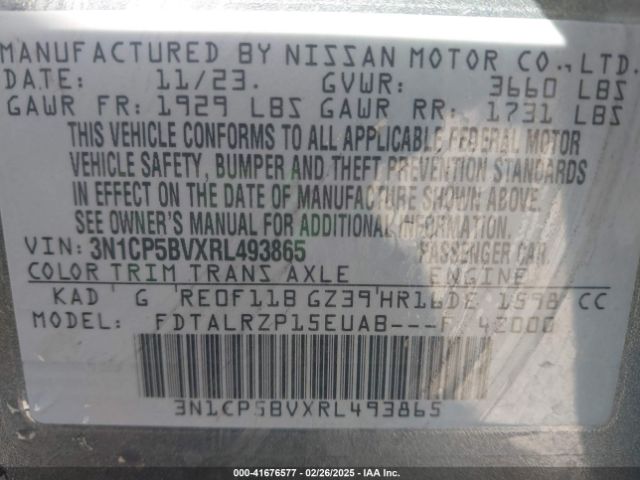 MANUFACTURED BY NISSAN MOTOR CO.,LTD.
DATE: 11/23. GVWR: 3660 LBS
GAWR FR: 1929 LBS GAWR RR: 1731 LBS
THIS VEHICLE CONFORMS TO ALL APPLICABLE FEDERAL MOTOR
VEHICLE SAFETY, BUMPER AND THEFT PREVENTION STANDARDS
IN EFFECT ON THE DATE OF MANUFACTURE SHOWN ABOVE.
SEE OWNER'S MANUAL FOR ADDITIONAL INFORMATION.
VIN: 3N1CP5BVXRL493865 PASSENGER CAR
COLOR TRIM TRANS AXLE ENGINE
KAD G RE0F11B GZ39 HR16DE 1598 CC
MODEL: FDTALRZP15EUAB---F 42000
3N1CP5BVXRL493865
000-41676577 — 02/26/2025 — IAA Inc.